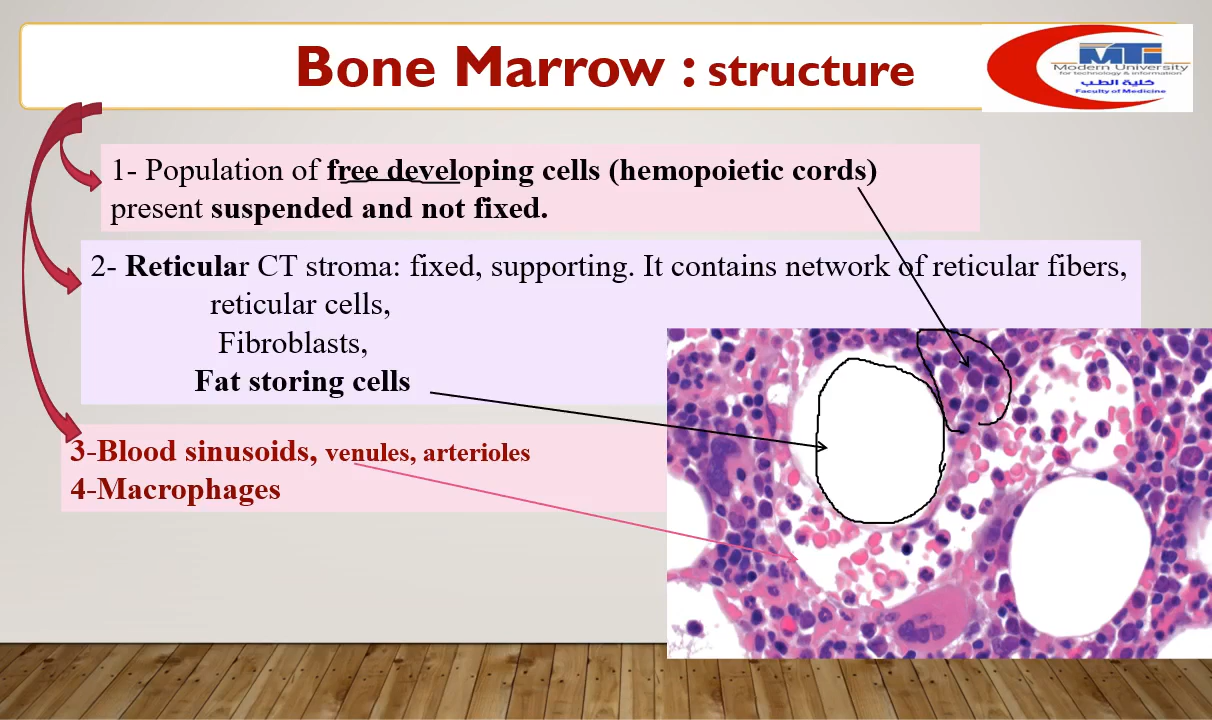 Bone Marrow : structure
MTI
Modern University
for technology & information
كلية الطب
Faculty of Medicine
1- Population of free developing cells (hemopoietic cords)
present suspended and not fixed.
2- Reticular CT stroma: fixed, supporting. It contains network of reticular fibers,
reticular cells,
Fibroblasts,
Fat storing cells
3-Blood sinusoids, venules, arterioles
4-Macrophages